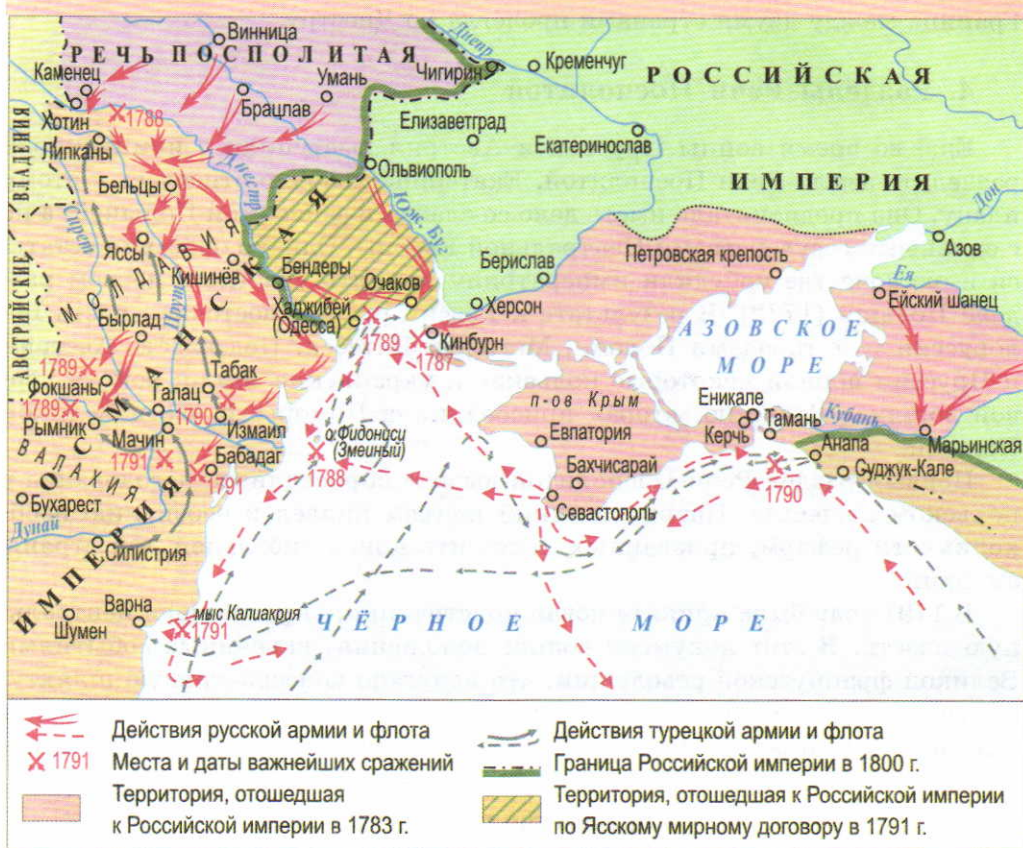 Винница
РЕЧЬ ПОСПОЛИТАЯ
Каменец
Умань
Чигирин
Днепр
Кременчуг
РОССИЙСКАЯ
ИМПЕРИЯ
Хотин
1788
Брацлав
Елизаветград
Липканы
Днестр
Ольвиополь
Екатеринослав
АВСТРИЙСКИЕ ВЛАДЕНИЯ
Бельцы
Юж. Буг
Дон
Сирет
Яссы
МОЛДАВИЯ
Кишинёв
Бендеры
Очаков
Берислав
Петровская крепость
Азов
Ея
Ейский Шанец
Хаджибей
(Одесса)
Херсон
Бырлад
Прут
1789
1787
Кинбурн
АЗОВСКОЕ
МОРЕ
1789
Фокшаны
Табак
Галац
п-ов Крым
Еникале
Кубань
1789
Рымник
1790
Измаил
о. Фидониси
(Змеиный)
Евпатория
Керчь
Тамань
Анапа
Марьинская
Мачин
1791
Бабадаг
1791
1788
Бахчисарай
1790
Суджук-Кале
ВАЛАХИЯ
Бухарест
Севастополь
Дунай
Силистрия
ОСМАНСКАЯ
ИМПЕРИЯ
Варна
мыс Калиакрия
Шумен
1791
ЧЁРНОЕ МОРЕ
Действия русской армии и флота
1791 Места и даты важнейших сражений
Территория, отошедшая
к Российской империи в 1783 г.
Действия турецкой армии и флота
Граница Российской империи в 1800 г.
Территория, отошедшая к Российской империи
по Ясскому мирному договору в 1791 г.